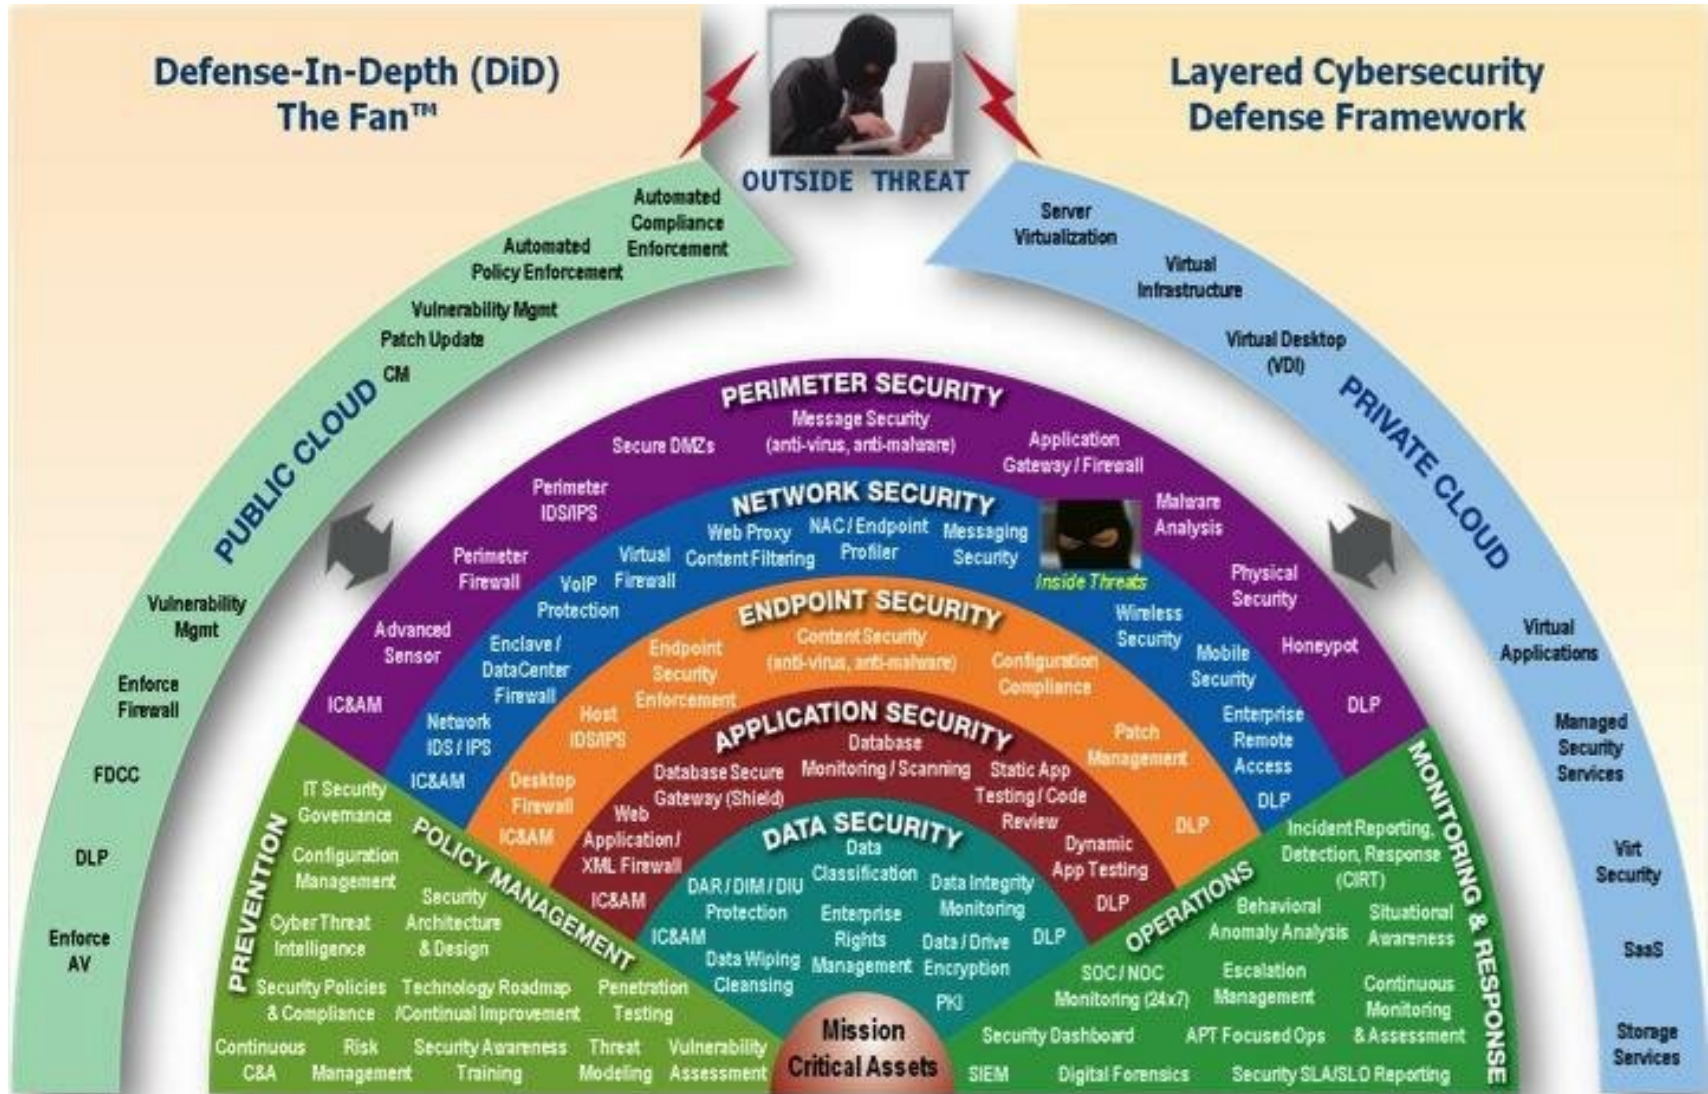 Defense-In-Depth (DiD)
The Fan™
OUTSIDE THREAT
Layered Cybersecurity
Defense Framework
PUBLIC CLOUD
Automated
Compliance
Enforcement
Automated
Policy Enforcement
Vulnerability Mgmt
Patch Update
CM
Vulnerability
Mgmt
Enforce
Firewall
FDCC
DLP
Enforce
AV
PRIVATE CLOUD
Server
Virtualization
Virtual
Infrastructure
Virtual Desktop
(VDI)
Virtual
Applications
Managed
Security
Services
Virt
Security
SaaS
Storage
Services
PERIMETER SECURITY
IC&AM
Advanced
Sensor
Perimeter
Firewall
Perimeter
IDS/IPS
Secure DMZs
Message Security
(anti-virus, anti-malware)
Application
Gateway / Firewall
Malware
Analysis
Physical
Security
Honeypot
DLP
NETWORK SECURITY
IC&AM
Network
IDS / IPS
Enclave /
DataCenter
Firewall
VoIP
Protection
Virtual
Firewall
Web Proxy
Content Filtering
NAC / Endpoint
Profiler
Messaging
Security
Inside Threats
Wireless
Security
Mobile
Security
Enterprise
Remote
Access
DLP
ENDPOINT SECURITY
IC&AM
Desktop
Firewall
Host
IDS/IPS
Endpoint
Security
Enforcement
Content Security
(anti-virus, anti-malware)
Configuration
Compliance
Patch
Management
DLP
APPLICATION SECURITY
IC&AM
Web
Application /
XML Firewall
Database Secure
Gateway (Shield)
Database
Monitoring / Scanning
Static App
Testing / Code
Review
Dynamic
App Testing
DLP
DATA SECURITY
IC&AM
DAR / DIM / DIU
Protection
Data Wiping
Cleansing
Data
Classification
Enterprise
Rights
Management
Data Integrity
Monitoring
Data / Drive
Encryption
PKI
DLP
Mission
Critical Assets
PREVENTION
POLICY MANAGEMENT
IT Security
Governance
Configuration
Management
Cyber Threat
Intelligence
Security
Architecture
& Design
Security Policies
& Compliance
Technology Roadmap
/Continual Improvement
Penetration
Testing
Continuous
C&A
Risk
Management
Security Awareness
Training
Threat
Modeling
Vulnerability
Assessment
OPERATIONS
MONITORING & RESPONSE
Incident Reporting,
Detection, Response
(CIRT)
Behavioral
Anomaly Analysis
Situational
Awareness
SOC / NOC
Monitoring (24x7)
Escalation
Management
Continuous
Monitoring
& Assessment
Security Dashboard
APT Focused Ops
SIEM
Digital Forensics
Security SLA/SLO Reporting